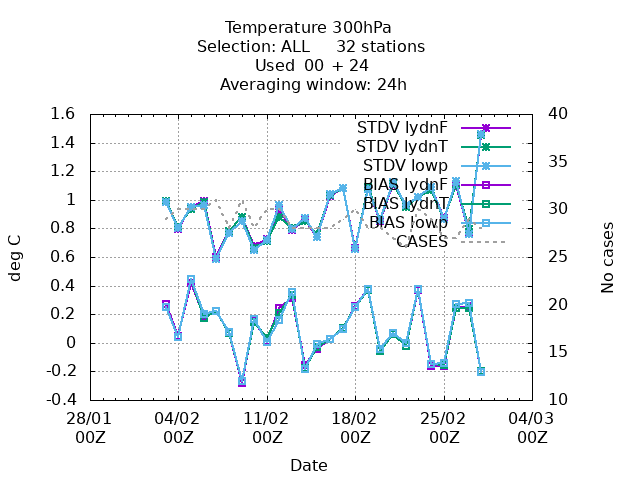 Temperature 300hPa
Selection: ALL 32 stations
Used 00 + 24
Averaging window: 24h
1.6
1.4
1.2
1
0.8
0.6
0.4
0.2
0
-0.2
-0.4
deg C
40
35
30
25
20
15
10
No cases
STDV lydnF
STDV lydnT
STDV lowp
BIAS lydnF
BIAS lydnT
BIAS lowp
CASES
28/01 04/02 11/02 18/02 25/02 04/03
00Z 00Z 00Z 00Z 00Z 00Z
Date